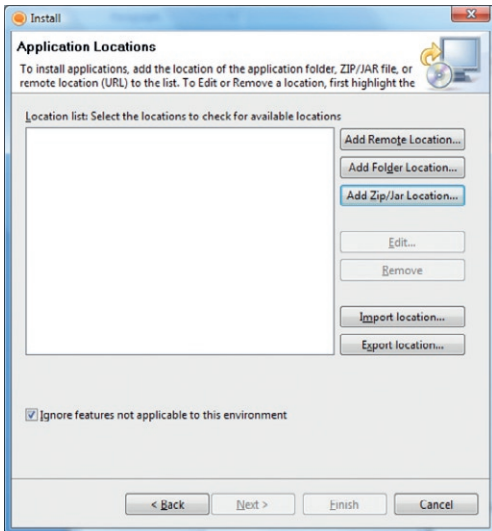 Install
Application Locations
To install applications, add the location of the application folder, ZIP/JAR file, or
remote location (URL) to the list. To Edit or Remove a location, first highlight the
Location list: Select the locations to check for available locations
Add Remote Location...
Add Folder Location...
Add Zip/Jar Location...
Edit...
Remove
Import location...
Export location...
Ignore features not applicable to this environment
< Back
Next >
Finish
Cancel